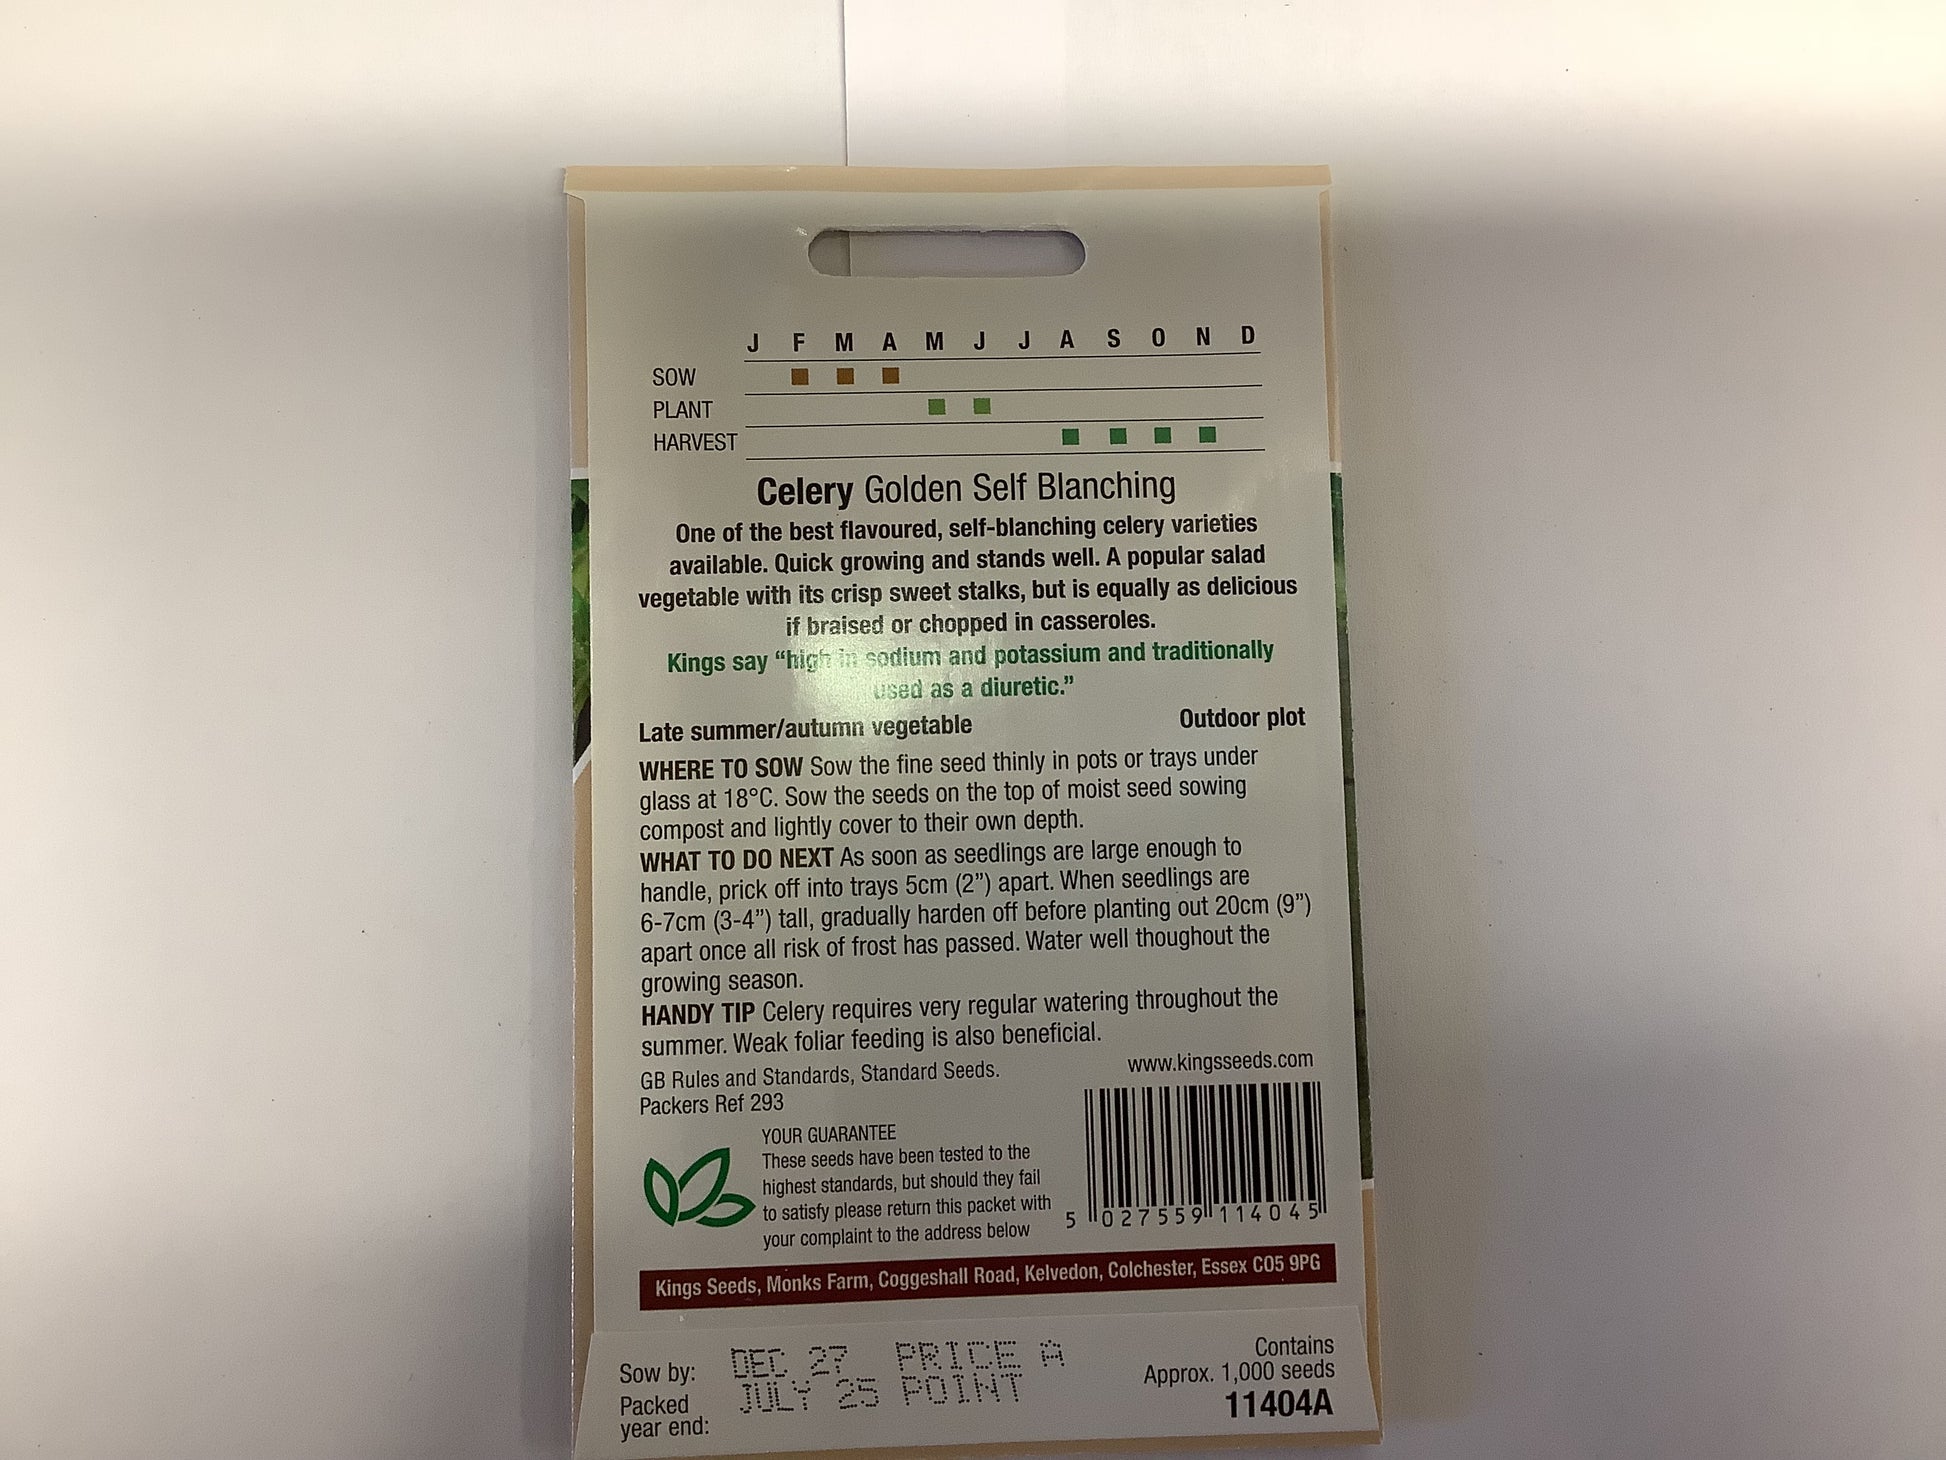 J F M A M J J A S O N D
SOW
PLANT
HARVEST
Celery Golden Self Blanching
One of the best flavoured, self-blanching celery varieties
available. Quick growing and stands well. A popular salad
vegetable with its crisp sweet stalks, but is equally as delicious
if braised or chopped in casseroles.
Kings say “high in sodium and potassium and traditionally
used as a diuretic.”
Late summer/autumn vegetable Outdoor plot
WHERE TO SOW Sow the fine seed thinly in pots or trays under
glass at 18°C. Sow the seeds on the top of moist seed sowing
compost and lightly cover to their own depth.
WHAT TO DO NEXT As soon as seedlings are large enough to
handle, prick off into trays 5cm (2”) apart. When seedlings are
6-7cm (3-4”) tall, gradually harden off before planting out 20cm (9”)
apart once all risk of frost has passed. Water well thoughout the
growing season.
HANDY TIP Celery requires very regular watering throughout the
summer. Weak foliar feeding is also beneficial.
www.kingsseeds.com
GB Rules and Standards, Standard Seeds.
Packers Ref 293
YOUR GUARANTEE
These seeds have been tested to the
highest standards, but should they fail
to satisfy please return this packet with
your complaint to the address below
5 027559 114045
Kings Seeds, Monks Farm, Coggeshall Road, Kelvedon, Colchester, Essex CO5 9PG
Sow by: DEC 27 PRICE A
Packed JULY 25 POINT
year end:
Contains
Approx. 1,000 seeds
11404A